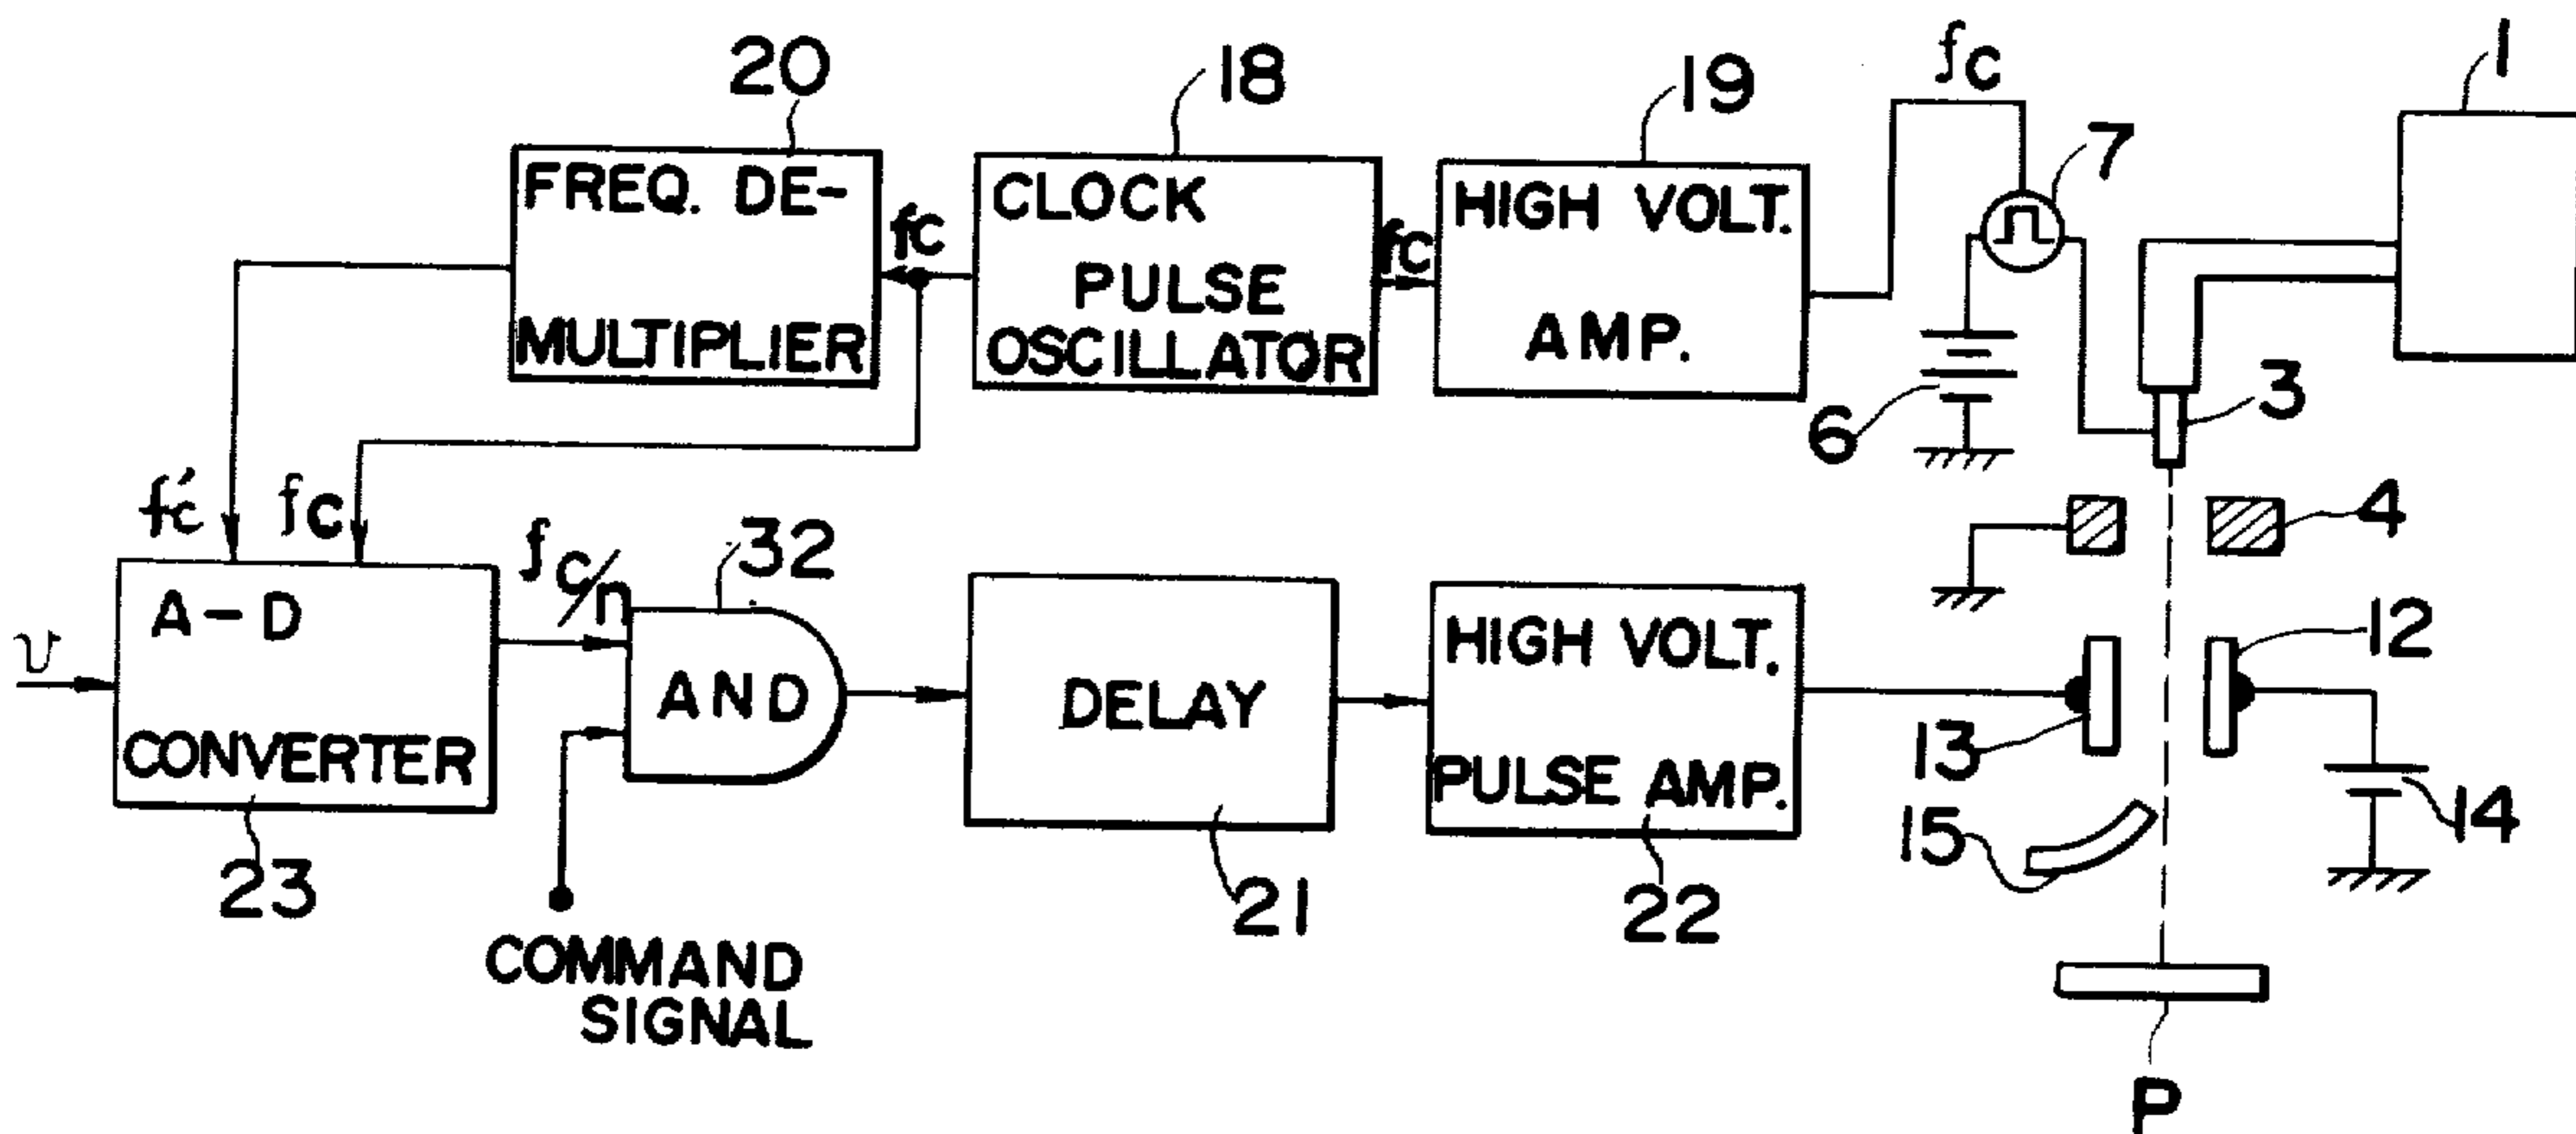 20
18
19
fc
1
7
FREQ. DE-
MULTIPLIER
fc
CLOCK
PULSE
OSCILLATOR
fc
HIGH VOLT.
AMP.
6
3
f'c
fc
4
fc/n
32
υ
A-D
CONVERTER
AND
DELAY
HIGH VOLT.
PULSE AMP.
12
13
14
15
23
21
22
COMMAND
SIGNAL
P